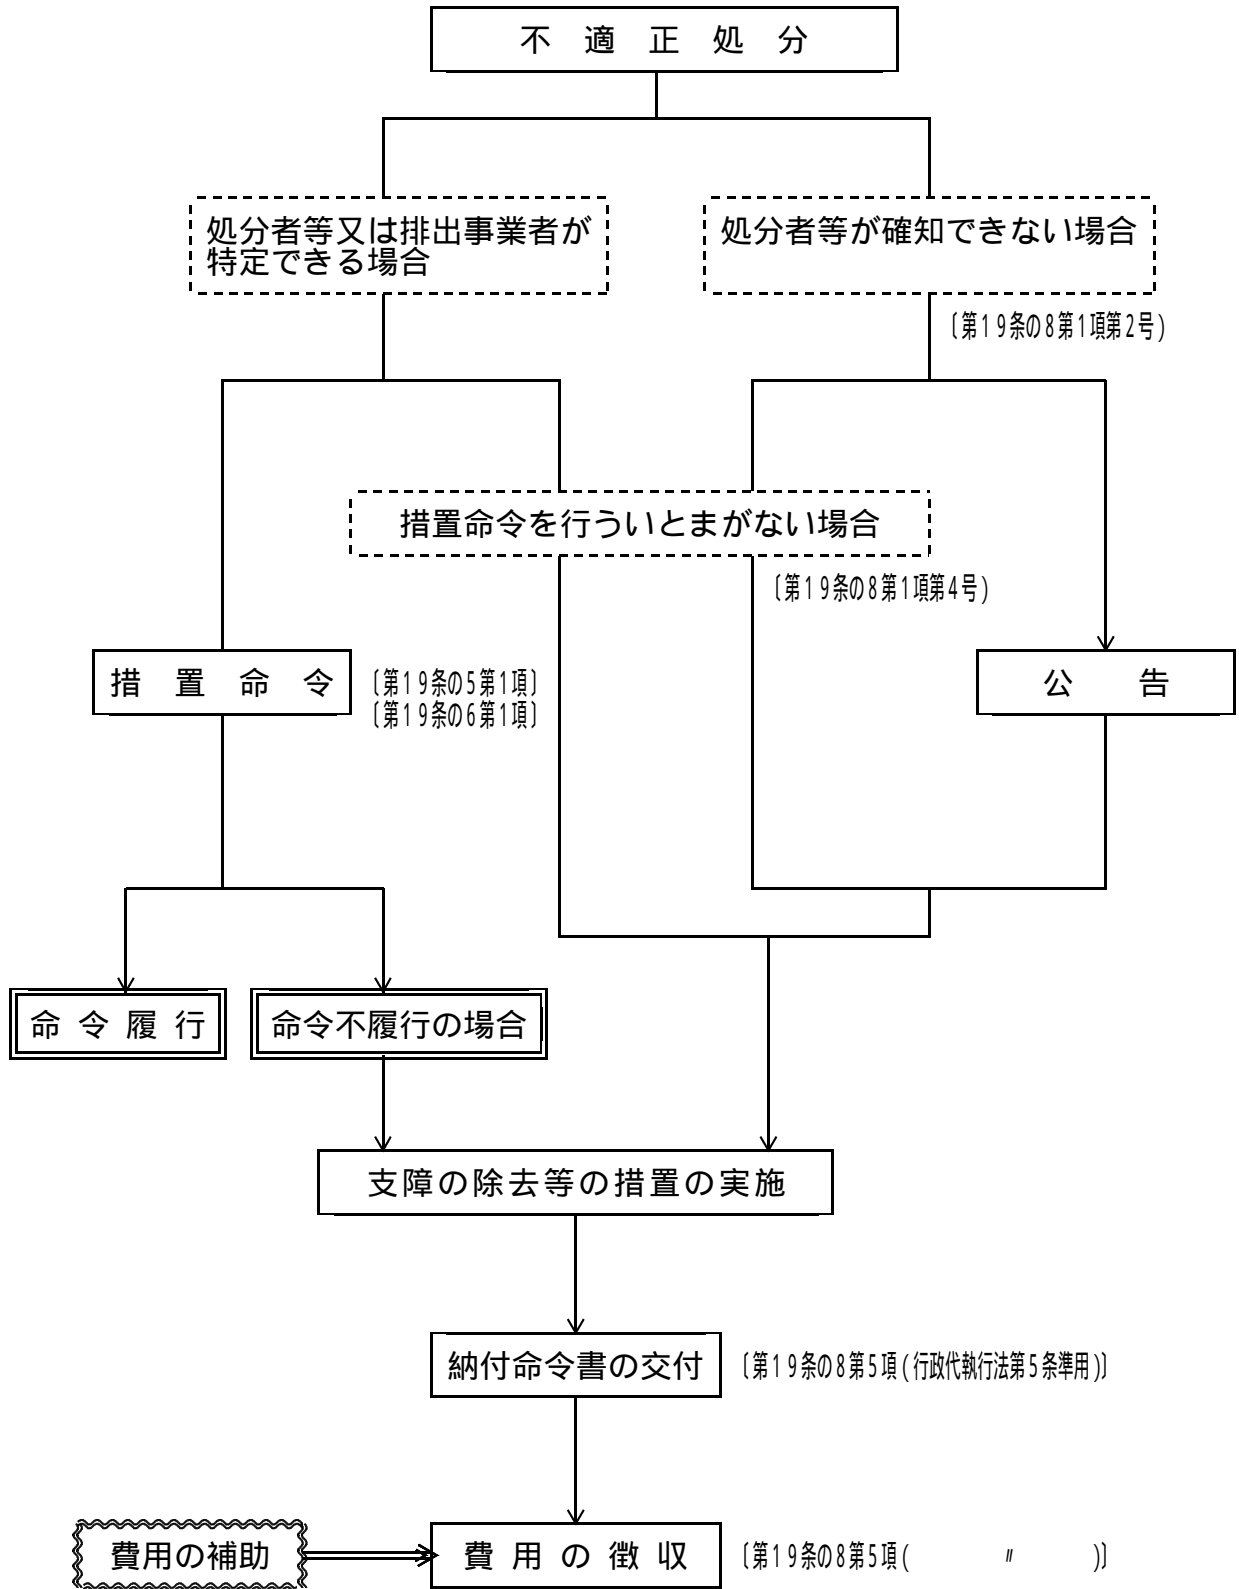 不適正処分
処分者等又は排出事業者が
特定できる場合
処分者等が確知できない場合
〔第19条の8第1項第2号)
措置命令を行ういとまがない場合
〔第19条の8第1項第4号)
措置命令
〔第19条の5第1項〕
〔第19条の6第1項〕
公告
命令履行
命令不履行の場合
支障の除去等の措置の実施
納付命令書の交付
〔第19条の8第5項(行政代執行法第5条準用)〕
費用の補助
費用の徴収
〔第19条の8第5項( 〃 )〕